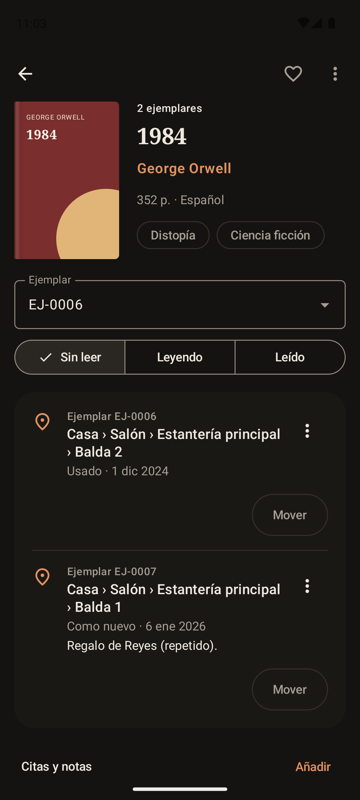 11:03
GEORGE ORWELL
1984
2 ejemplares
1984
George Orwell
352 p. · Español
Distopía
Ciencia ficción
Ejemplar
EJ-0006
Sin leer
Leyendo
Leído
Ejemplar EJ-0006
Casa › Salón › Estantería principal
› Balda 2
Usado · 1 dic 2024
Mover
Ejemplar EJ-0007
Casa › Salón › Estantería principal
› Balda 1
Como nuevo · 6 ene 2026
Regalo de Reyes (repetido).
Mover
Citas y notas
Añadir